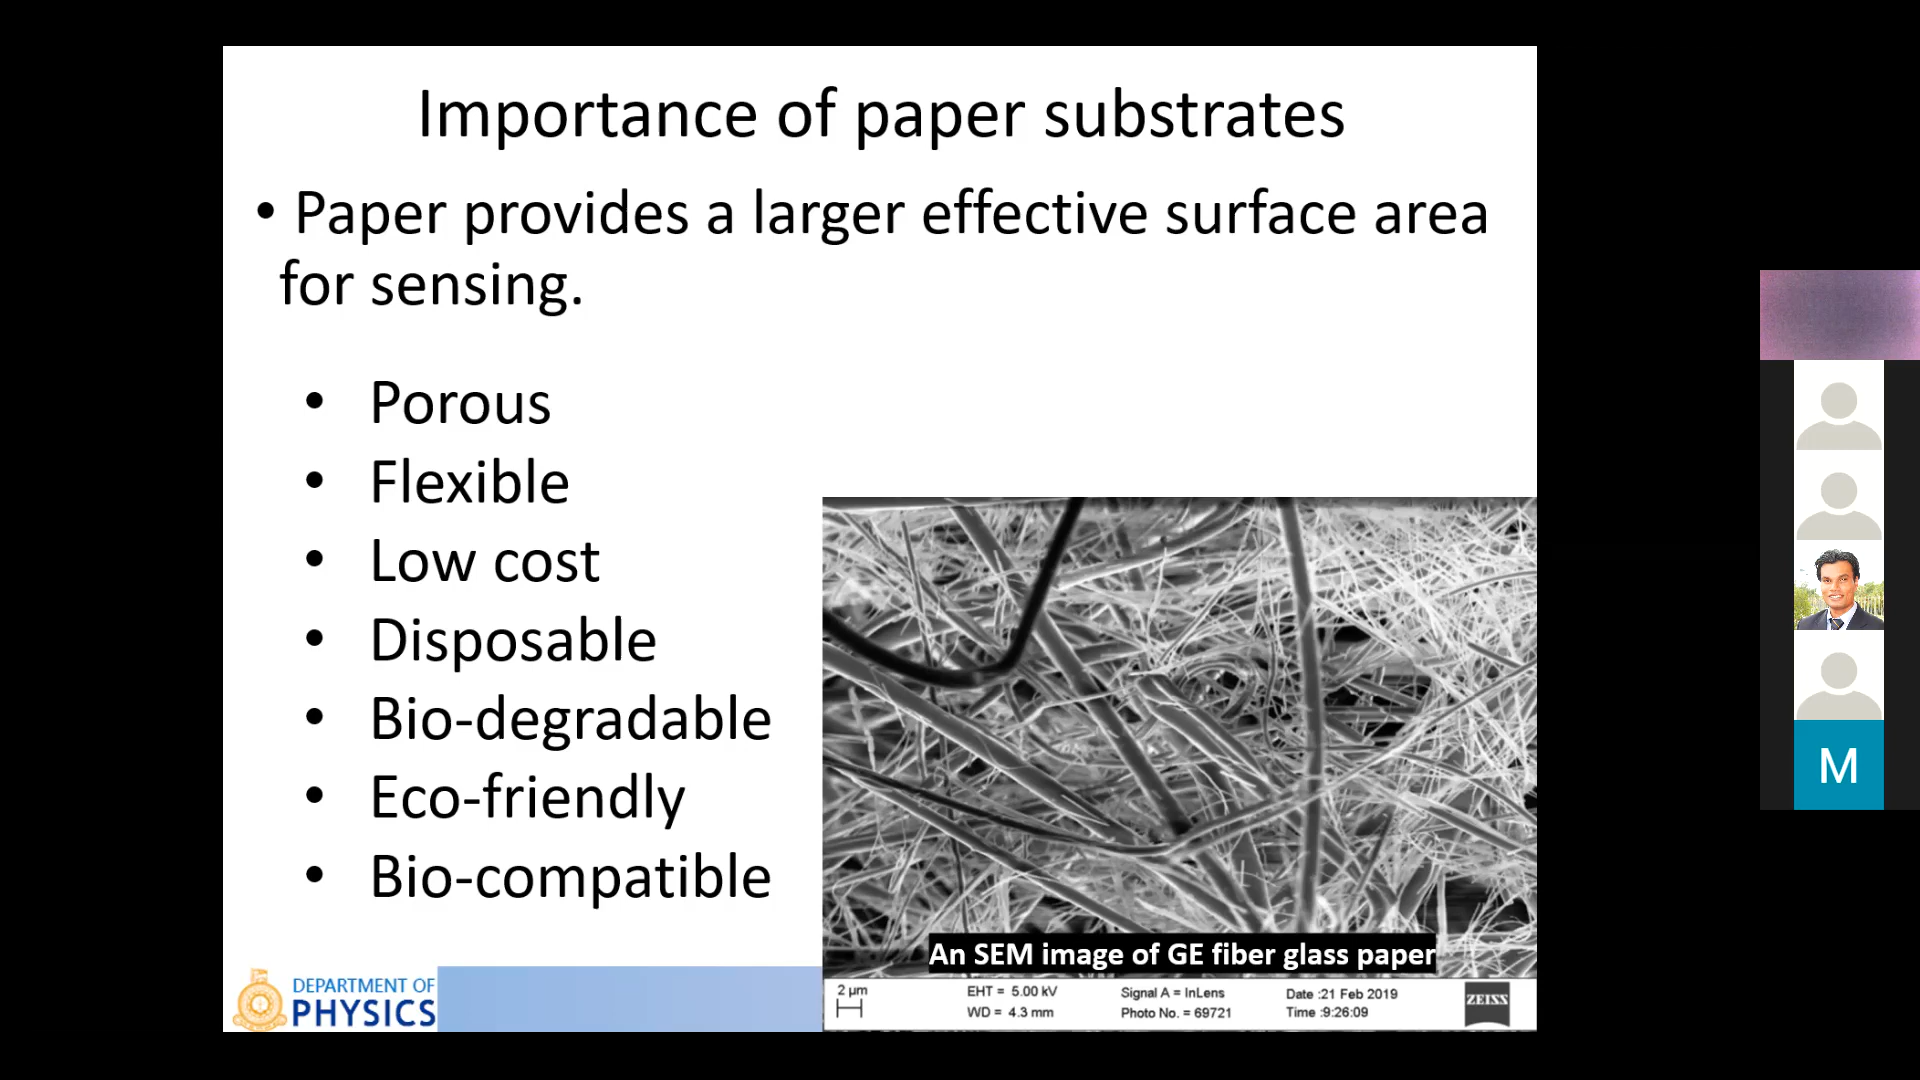 Importance of paper substrates
• Paper provides a larger effective surface area
for sensing.
• Porous
• Flexible
• Low cost
• Disposable
• Bio-degradable
• Eco-friendly
• Bio-compatible
An SEM image of GE fiber glass paper
2 µm
EHT = 5.00 kV
WD = 4.3 mm
Signal A = InLens
Photo No. = 69721
Date :21 Feb 2019
Time :9:26:09
ZEISS
DEPARTMENT OF
PHYSICS
M